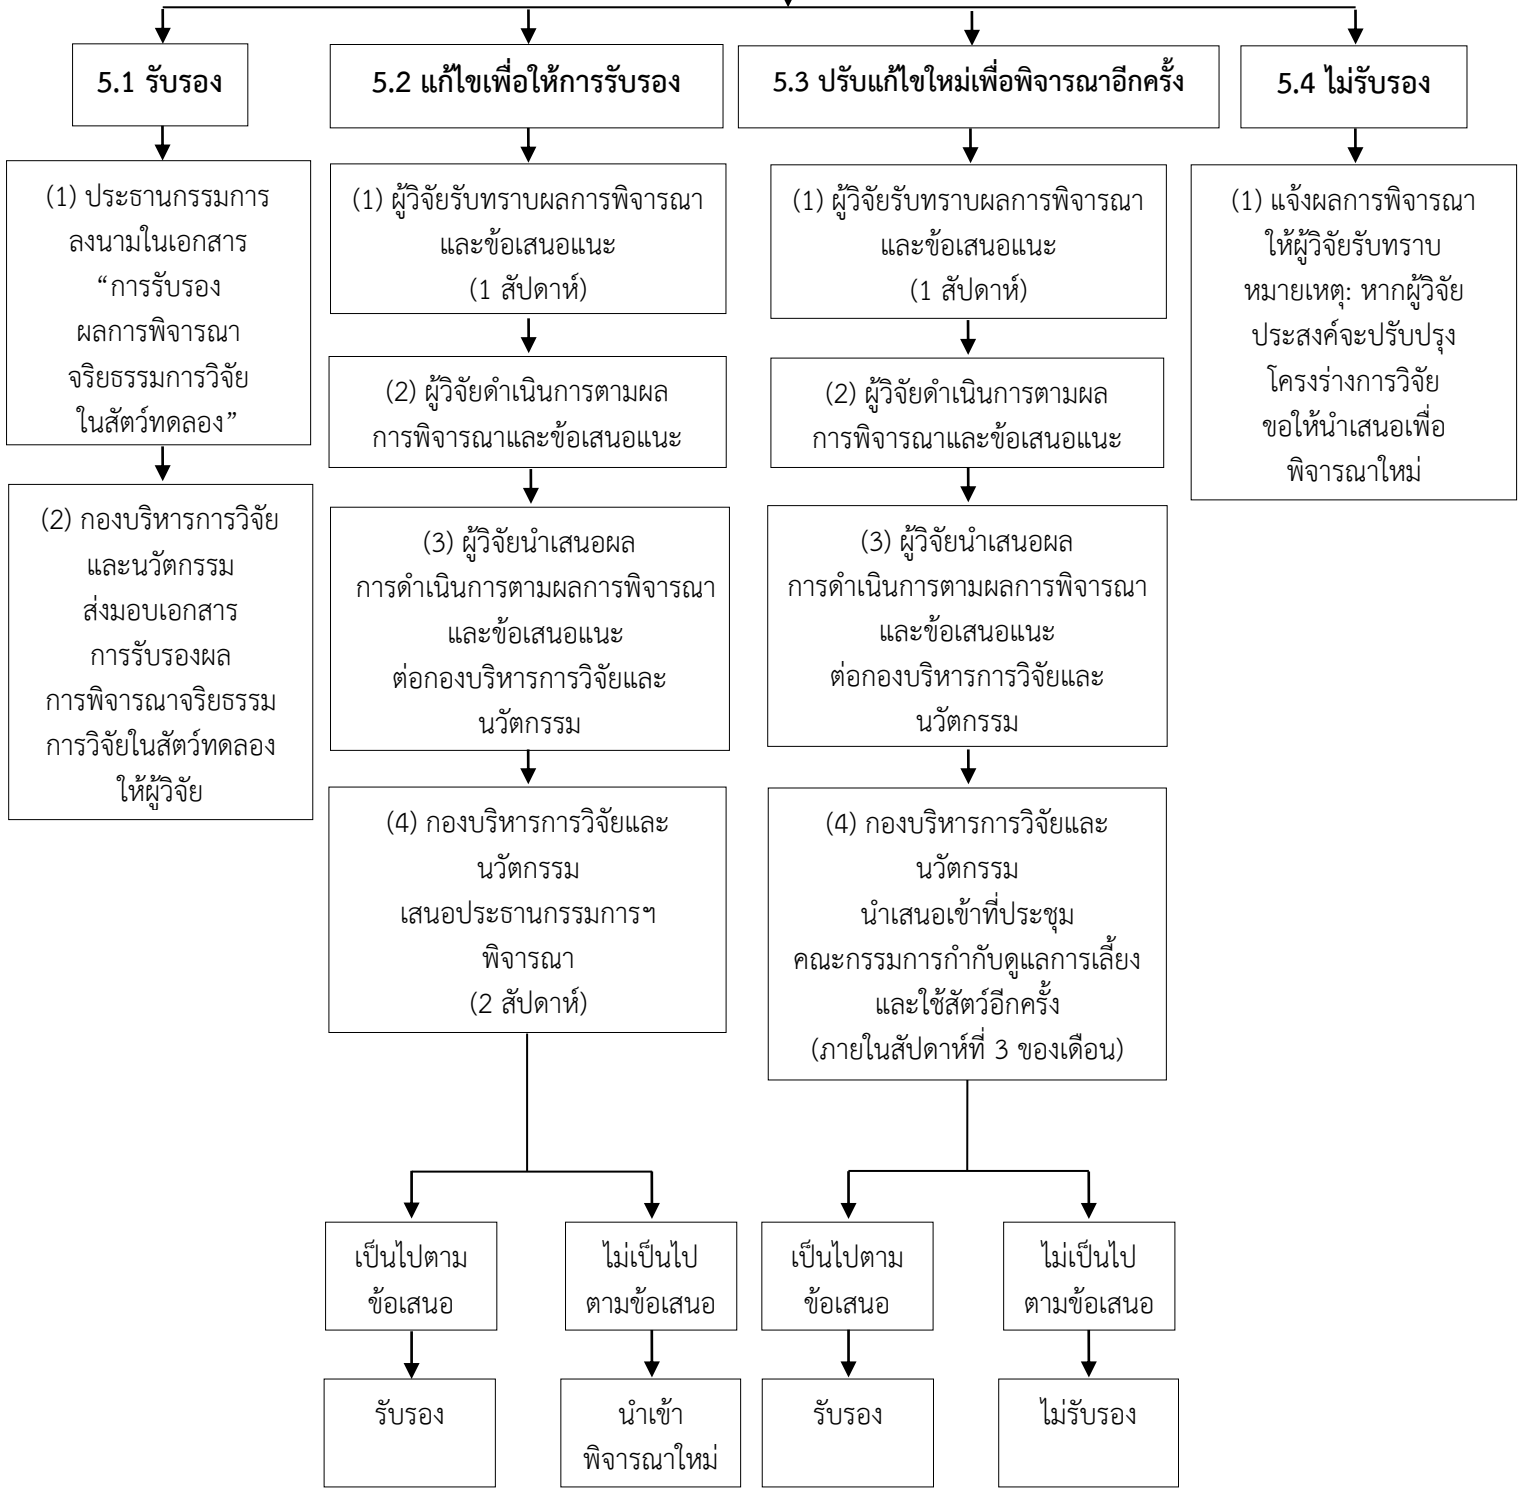 5.1 รับรอง
(1) ประธานกรรมการ
ลงนามในเอกสาร
“การรับรอง
ผลการพิจารณา
จริยธรรมการวิจัย
ในสัตว์ทดลอง”
(2) กองบริหารการวิจัย
และนวัตกรรม
ส่งมอบเอกสาร
การรับรองผล
การพิจารณาจริยธรรม
การวิจัยในสัตว์ทดลอง
ให้ผู้วิจัย
5.2 แก้ไขเพื่อให้การรับรอง
(1) ผู้วิจัยรับทราบผลการพิจารณา
และข้อเสนอแนะ
(1 สัปดาห์)
(2) ผู้วิจัยดำเนินการตามผล
การพิจารณาและข้อเสนอแนะ
(3) ผู้วิจัยนำเสนอผล
การดำเนินการตามผลการพิจารณา
และข้อเสนอแนะ
ต่อกองบริหารการวิจัยและ
นวัตกรรม
(4) กองบริหารการวิจัยและ
นวัตกรรม
เสนอประธานกรรมการฯ
พิจารณา
(2 สัปดาห์)
เป็นไปตาม
ข้อเสนอ
รับรอง
ไม่เป็นไป
ตามข้อเสนอ
นำเข้า
พิจารณาใหม่
5.3 ปรับแก้ไขใหม่เพื่อพิจารณาอีกครั้ง
(1) ผู้วิจัยรับทราบผลการพิจารณา
และข้อเสนอแนะ
(1 สัปดาห์)
(2) ผู้วิจัยดำเนินการตามผล
การพิจารณาและข้อเสนอแนะ
(3) ผู้วิจัยนำเสนอผล
การดำเนินการตามผลการพิจารณา
และข้อเสนอแนะ
ต่อกองบริหารการวิจัยและ
นวัตกรรม
(4) กองบริหารการวิจัยและ
นวัตกรรม
นำเสนอเข้าที่ประชุม
คณะกรรมการกำกับดูแลการเลี้ยง
และใช้สัตว์อีกครั้ง
(ภายในสัปดาห์ที่ 3 ของเดือน)
เป็นไปตาม
ข้อเสนอ
รับรอง
ไม่เป็นไป
ตามข้อเสนอ
ไม่รับรอง
5.4 ไม่รับรอง
(1) แจ้งผลการพิจารณา
ให้ผู้วิจัยรับทราบ
หมายเหตุ: หากผู้วิจัย
ประสงค์จะปรับปรุง
โครงร่างการวิจัย
ขอให้นำเสนอเพื่อ
พิจารณาใหม่